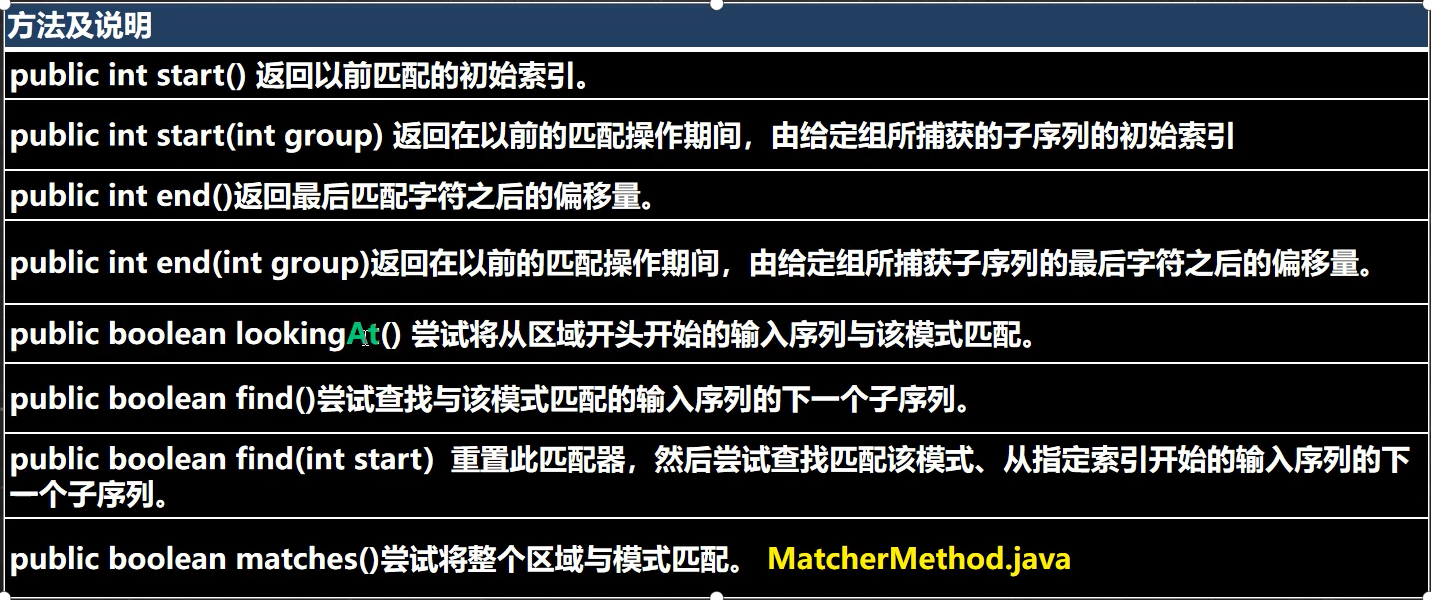 方法及说明
public int start() 返回以前匹配的初始索引。
public int start(int group) 返回在以前的匹配操作期间，由给定组所捕获的子序列的初始索引
public int end()返回最后匹配字符之后的偏移量。
public int end(int group)返回在以前的匹配操作期间，由给定组所捕获子序列的最后字符之后的偏移量。
public boolean lookingAt() 尝试将从区域开头开始的输入序列与该模式匹配。
public boolean find()尝试查找与该模式匹配的输入序列的下一个子序列。
public boolean find(int start）重置此匹配器，然后尝试查找匹配该模式、从指定索引开始的输入序列的下
一个子序列。
public boolean matches()尝试将整个区域与模式匹配。 MatcherMethod.java